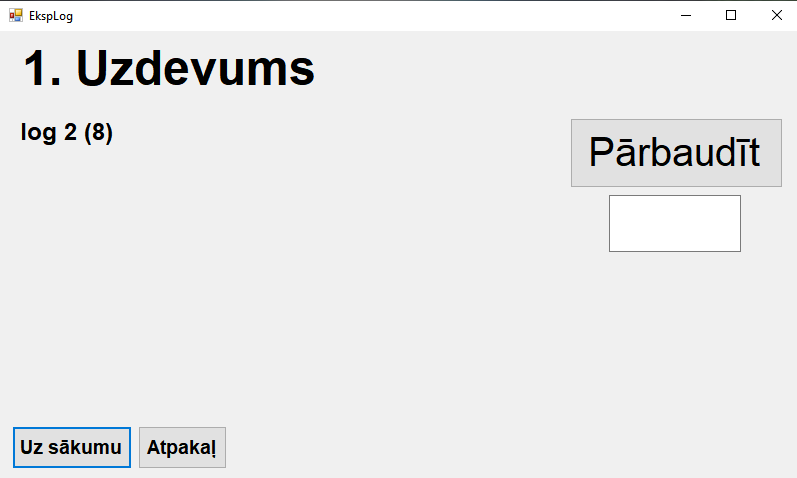 EkspLog
1. Uzdevums
log 2 (8)
Pārbaudīt
Uz sākumu
Atpakaļ